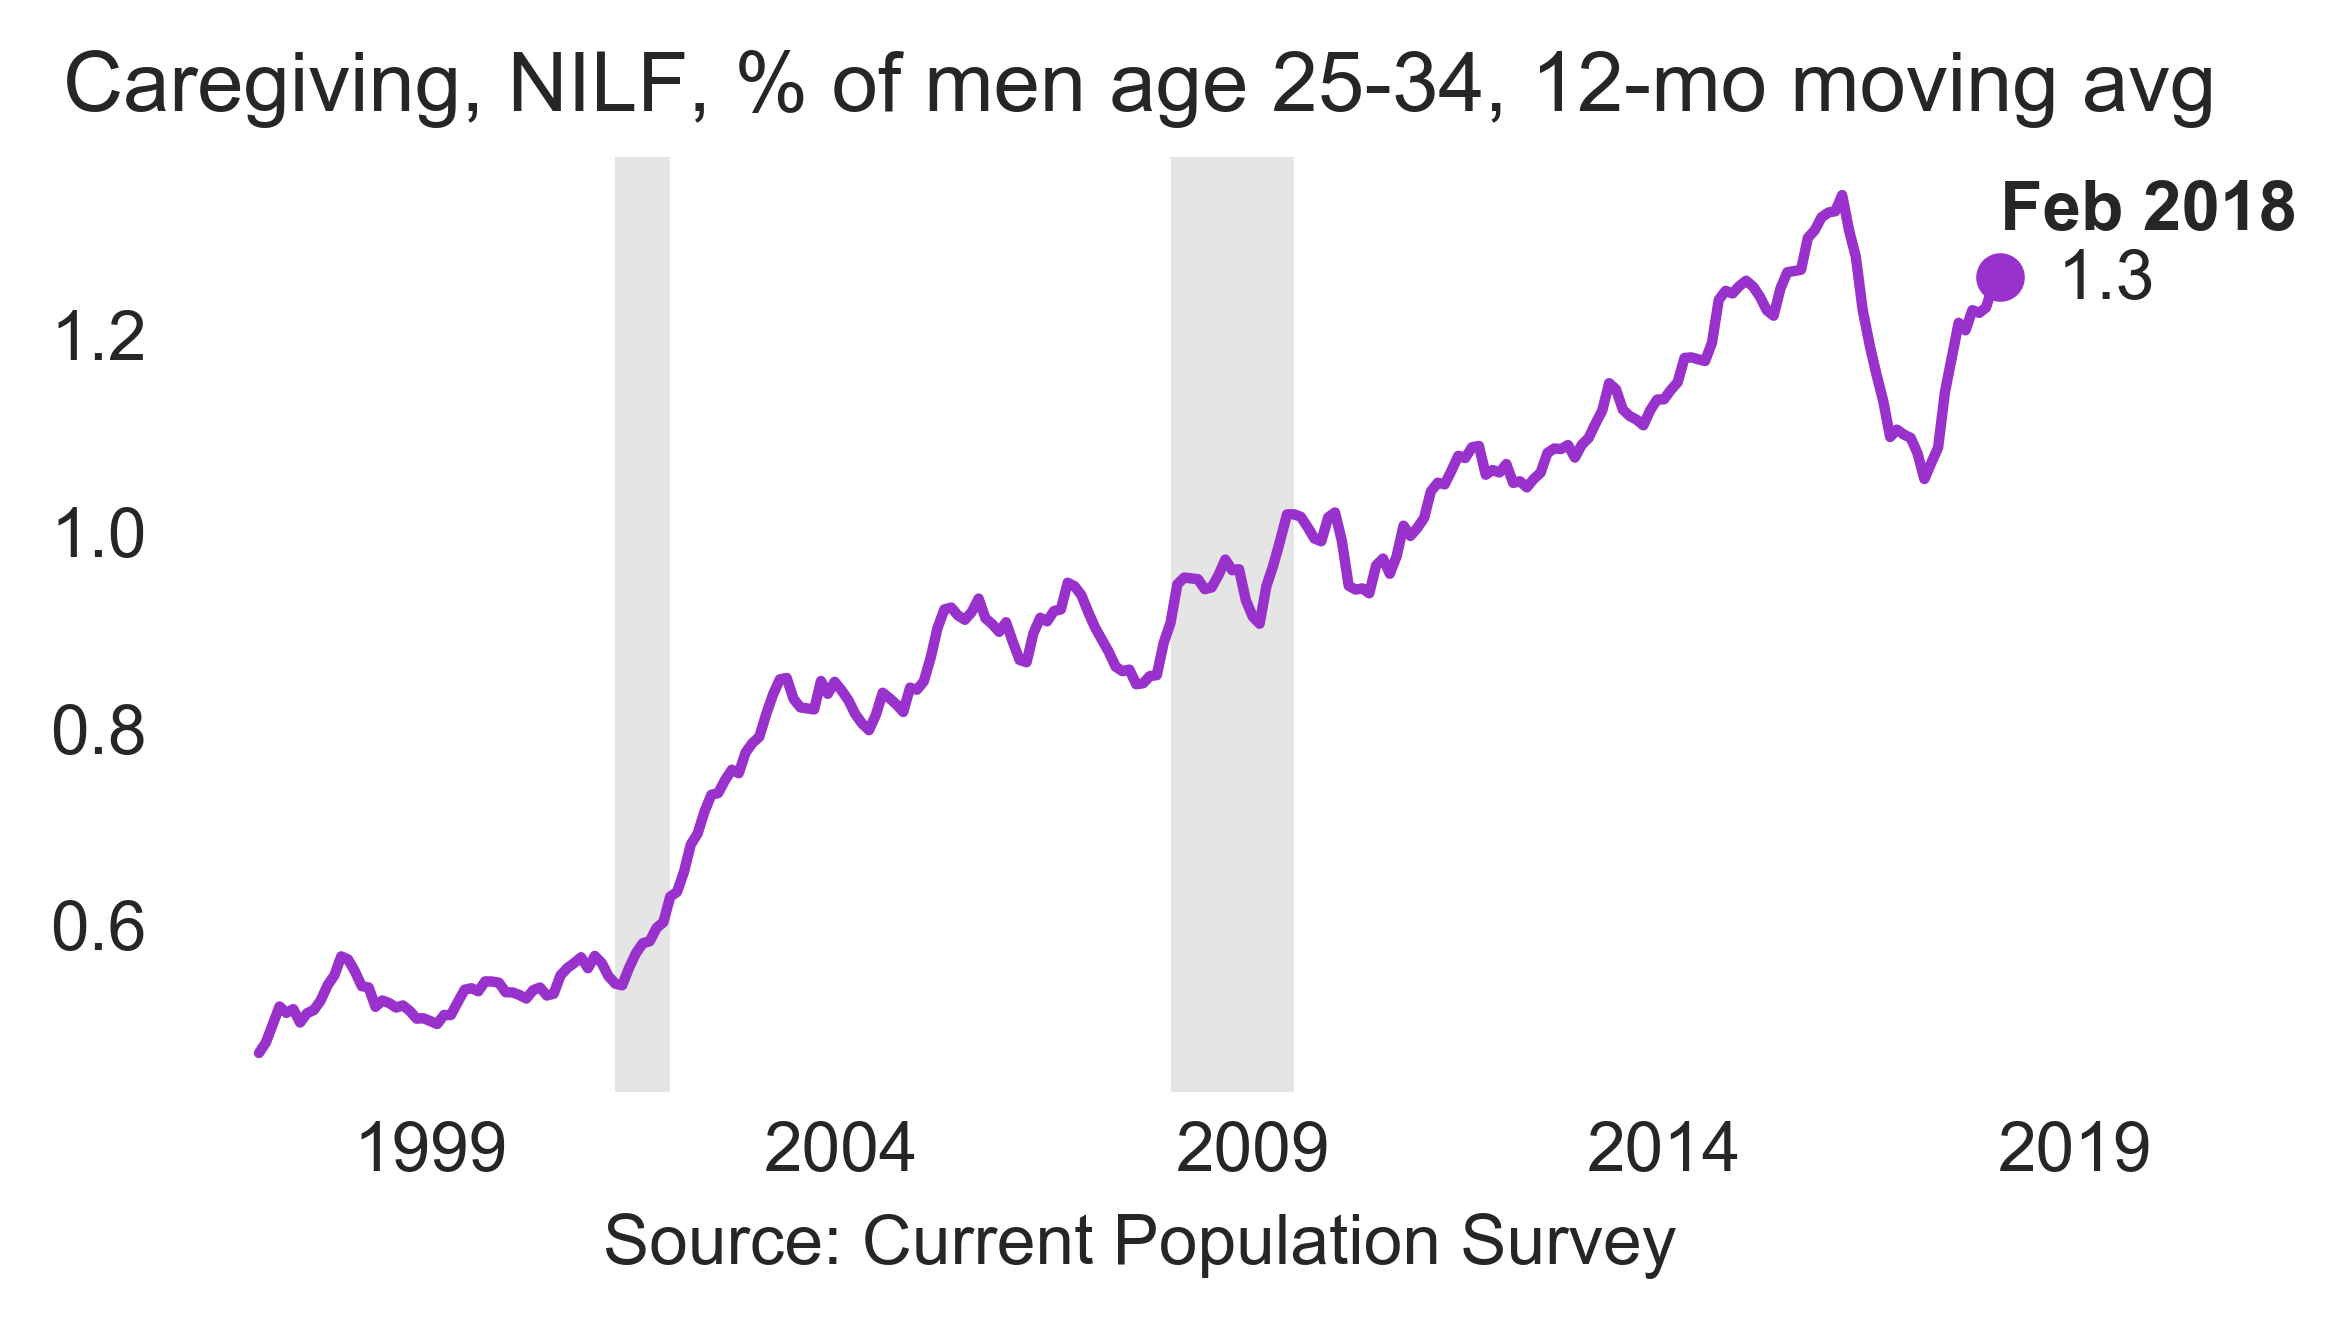 Caregiving, NILF, % of men age 25-34, 12-mo moving avg
Feb 2018
1.3
1.2
1.0
0.8
0.6
1999 2004 2009 2014 2019
Source: Current Population Survey